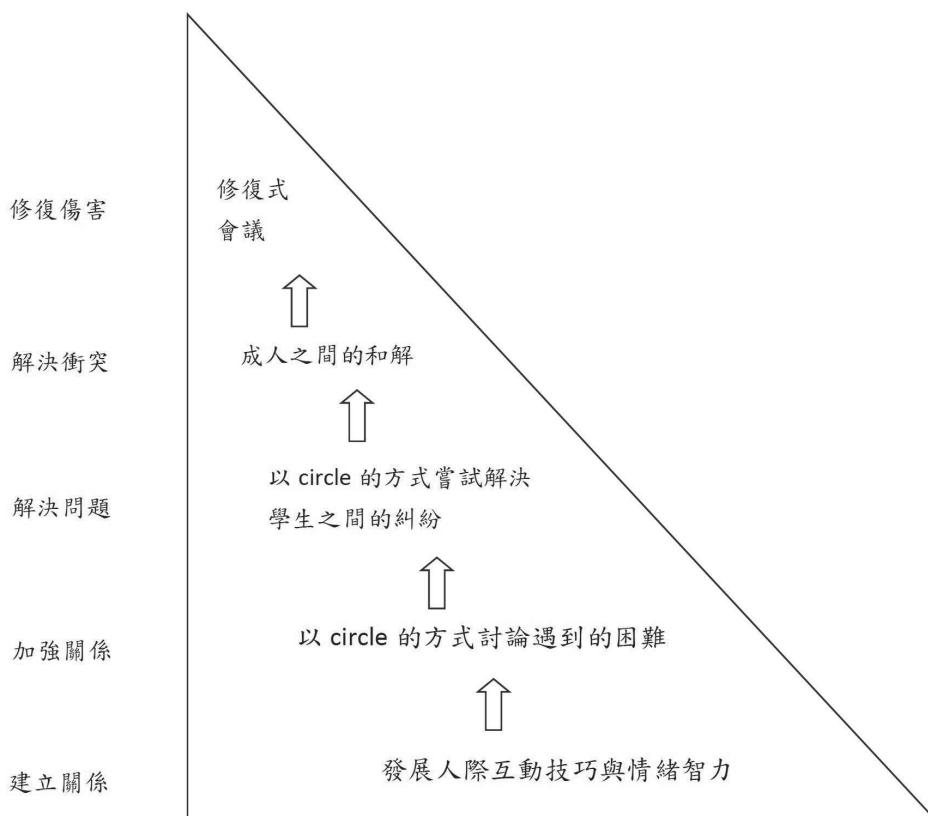 修復傷害
修復式
會議
解決衝突
成人之間的和解
解決問題
以 circle 的方式嘗試解決
學生之間的糾紛
加強關係
以 circle 的方式討論遇到的困難
建立關係
發展人際互動技巧與情緒智力